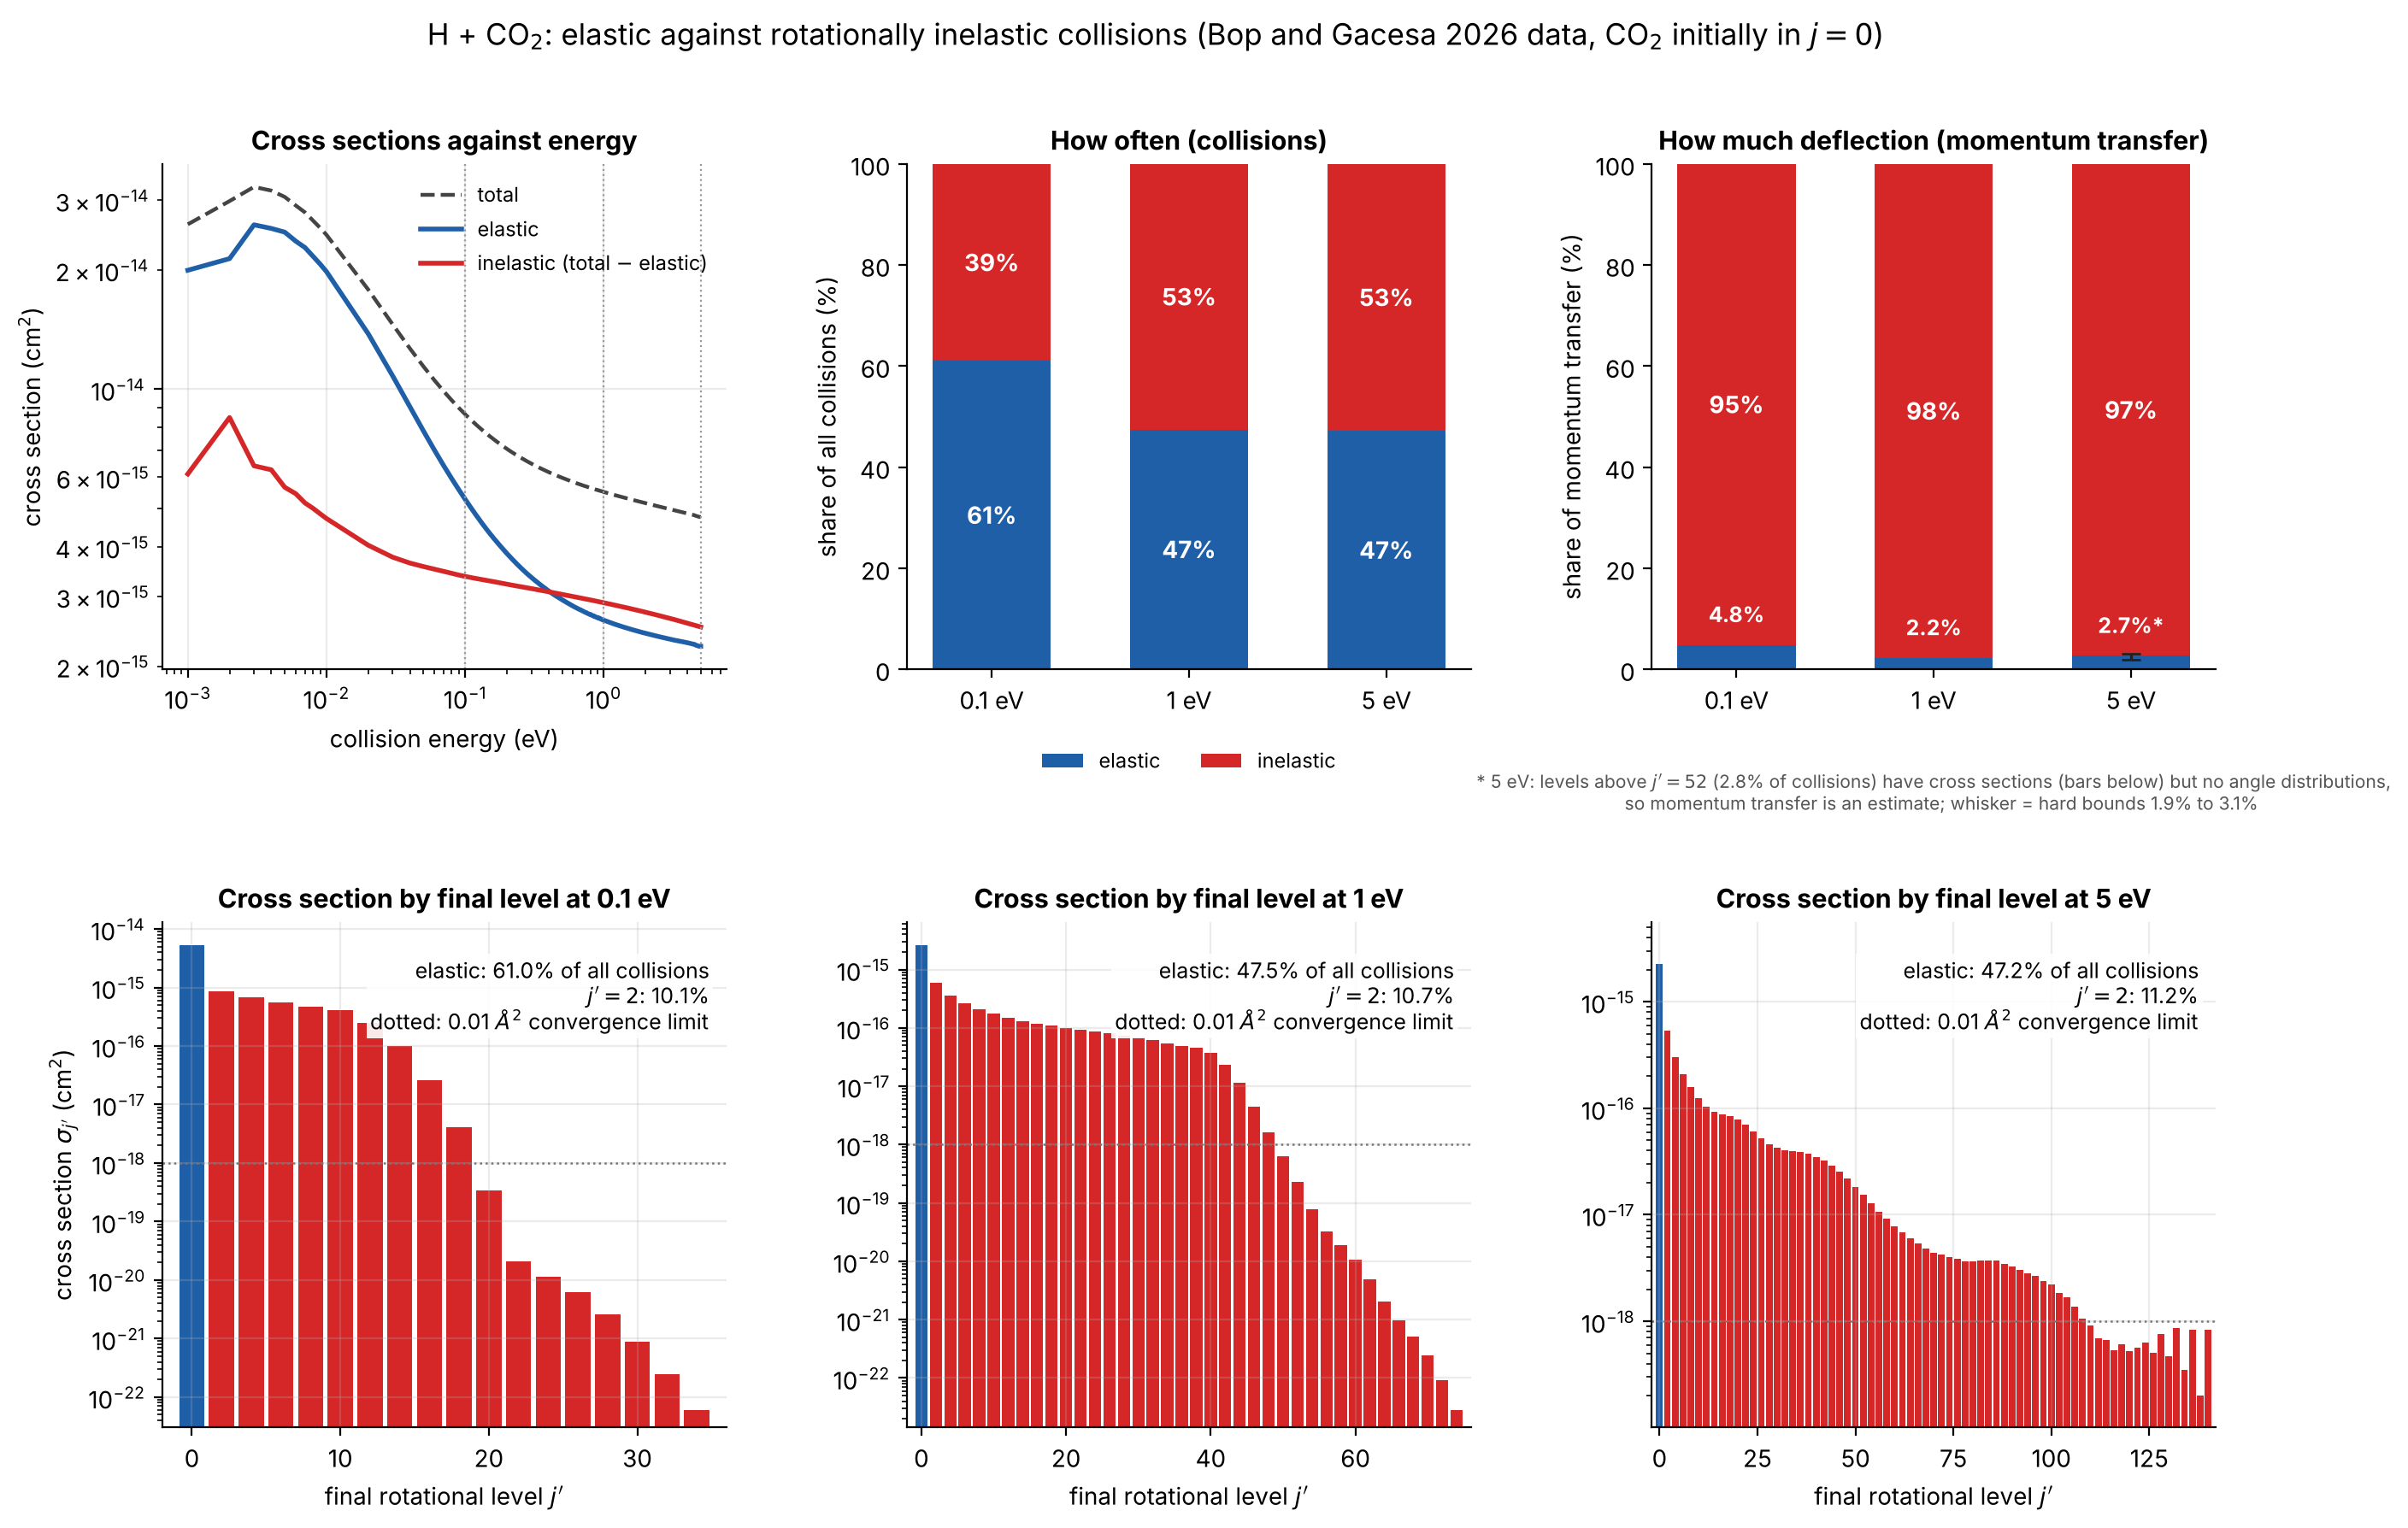 H + CO₂: elastic against rotationally inelastic collisions (Bop and Gacesa 2026 data, CO₂ initially in j = 0)
Cross sections against energy
cross section (cm²)
3 × 10⁻¹⁴
2 × 10⁻¹⁴
10⁻¹⁴
6 × 10⁻¹⁵
4 × 10⁻¹⁵
3 × 10⁻¹⁵
2 × 10⁻¹⁵
total
elastic
inelastic (total − elastic)
10⁻³ 10⁻² 10⁻¹ 10⁰
collision energy (eV)
How often (collisions)
share of all collisions (%)
100
80
60
40
20
0
39% 53% 53%
61% 47% 47%
0.1 eV 1 eV 5 eV
elastic inelastic
How much deflection (momentum transfer)
share of momentum transfer (%)
100
80
60
40
20
0
95% 98% 97%
4.8% 2.2% 2.7%*
0.1 eV 1 eV 5 eV
* 5 eV: levels above j′ = 52 (2.8% of collisions) have cross sections (bars below) but no angle distributions,
so momentum transfer is an estimate; whisker = hard bounds 1.9% to 3.1%
Cross section by final level at 0.1 eV
cross section σⱼ′ (cm²)
10⁻¹⁴
10⁻¹⁵
10⁻¹⁶
10⁻¹⁷
10⁻¹⁸
10⁻¹⁹
10⁻²⁰
10⁻²¹
10⁻²²
elastic: 61.0% of all collisions
j′ = 2: 10.1%
dotted: 0.01 Å² convergence limit
0 10 20 30
final rotational level j′
Cross section by final level at 1 eV
10⁻¹⁵
10⁻¹⁶
10⁻¹⁷
10⁻¹⁸
10⁻¹⁹
10⁻²⁰
10⁻²¹
10⁻²²
elastic: 47.5% of all collisions
j′ = 2: 10.7%
dotted: 0.01 Å² convergence limit
0 20 40 60
final rotational level j′
Cross section by final level at 5 eV
10⁻¹⁵
10⁻¹⁶
10⁻¹⁷
10⁻¹⁸
elastic: 47.2% of all collisions
j′ = 2: 11.2%
dotted: 0.01 Å² convergence limit
0 25 50 75 100 125
final rotational level j′